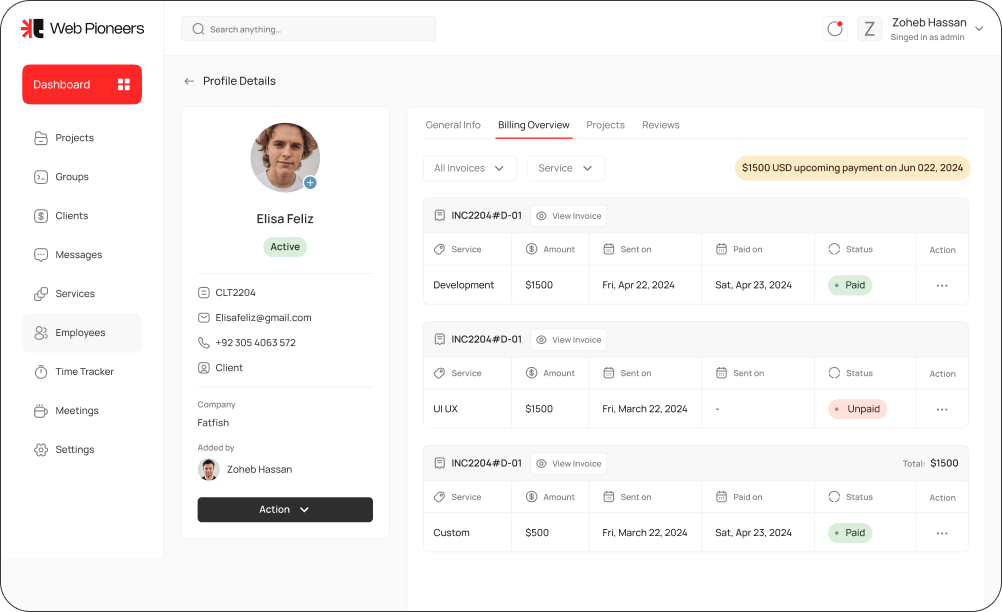 Web Pioneers
Search anything...
Z
Zoheb Hassan
Singed in as admin
Dashboard
Projects
Groups
Clients
Messages
Services
Employees
Time Tracker
Meetings
Settings
Profile Details
Elisa Feliz
Active
CLT2204
Elisafeliz@gmail.com
+92 305 4063 572
Client
Company
Fatfish
Added by
Zoheb Hassan
Action
General Info Billing Overview Projects Reviews
All Invoices Service $1500 USD upcoming payment on Jun 022, 2024
INC2204#D-01 View Invoice
Service Amount Sent on Paid on Status Action
Development $1500 Fri, Apr 22, 2024 Sat, Apr 23, 2024 • Paid ...
INC2204#D-01 View Invoice
Service Amount Sent on Sent on Status Action
UI UX $1500 Fri, March 22, 2024 - • Unpaid ...
INC2204#D-01 View Invoice Total: $1500
Service Amount Sent on Paid on Status Action
Custom $500 Fri, March 22, 2024 Sat, Apr 23, 2024 • Paid ...